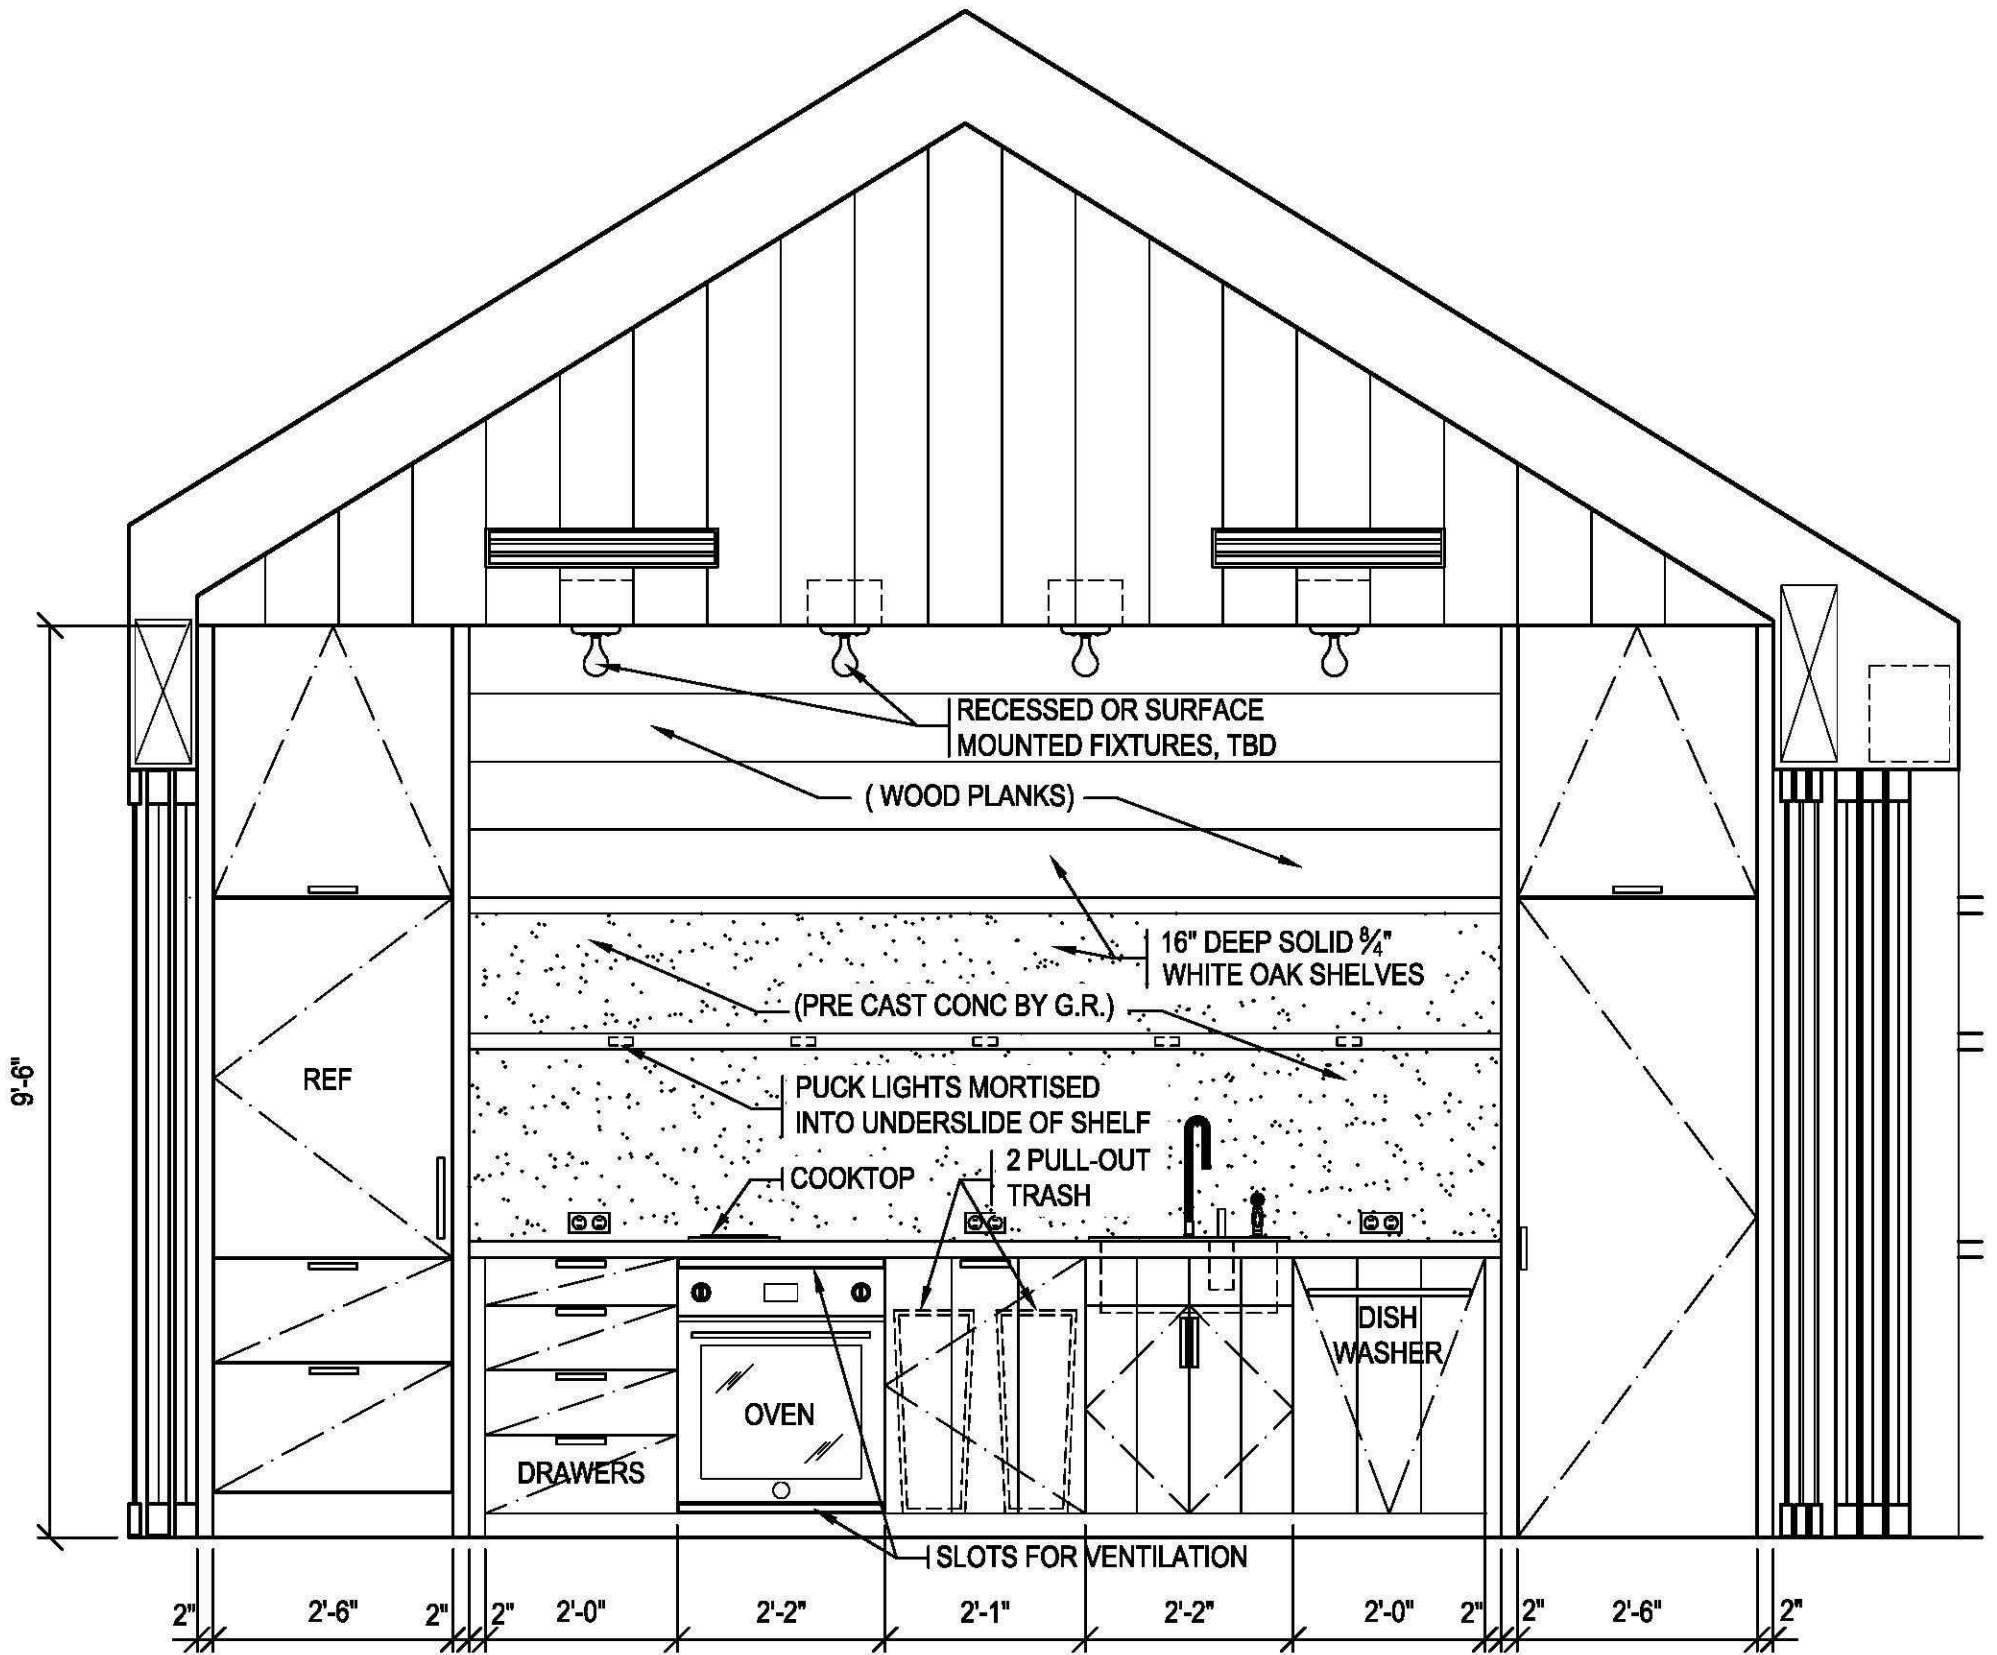 RECESSED OR SURFACE
MOUNTED FIXTURES, TBD
( WOOD PLANKS)
16" DEEP SOLID 8/4"
WHITE OAK SHELVES
(PRE CAST CONC BY G.R.)
9'-6"
REF
PUCK LIGHTS MORTISED
INTO UNDERSLIDE OF SHELF
COOKTOP
2 PULL-OUT
TRASH
DISH
WASHER
OVEN
DRAWERS
SLOTS FOR VENTILATION
2" 2'-6" 2" 2" 2'-0" 2'-2" 2'-1" 2'-2" 2'-0" 2" 2" 2'-6" 2"